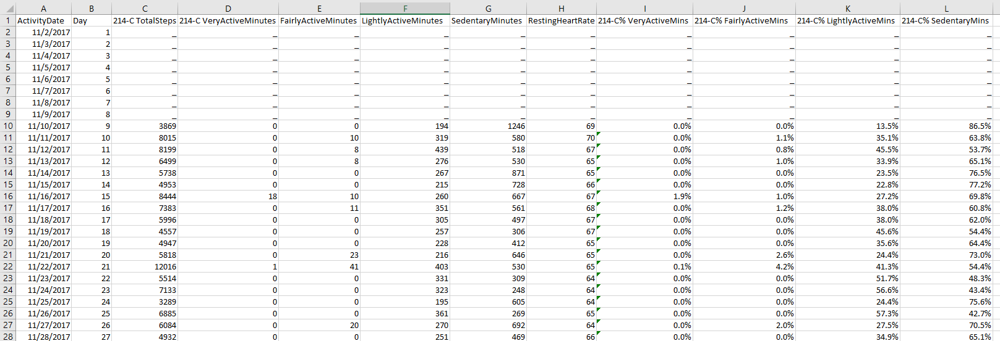 A B C D E F G H I J K L
1 ActivityDate Day 214-C TotalSteps 214-C VeryActiveMinutes FairlyActiveMinutes LightlyActiveMinutes SedentaryMinutes RestingHeartRate 214-C% VeryActiveMins 214-C% FairlyActiveMins 214-C% LightlyActiveMins 214-C% SedentaryMins
2 11/2/2017 1 _ _ _ _ _ _ _ _ _ _
3 11/3/2017 2 _ _ _ _ _ _ _ _ _ _
4 11/4/2017 3 _ _ _ _ _ _ _ _ _ _
5 11/5/2017 4 _ _ _ _ _ _ _ _ _ _
6 11/6/2017 5 _ _ _ _ _ _ _ _ _ _
7 11/7/2017 6 _ _ _ _ _ _ _ _ _ _
8 11/8/2017 7 _ _ _ _ _ _ _ _ _ _
9 11/9/2017 8 _ _ _ _ _ _ _ _ _ _
10 11/10/2017 9 3869 0 0 194 1246 69 0.0% 0.0% 13.5% 86.5%
11 11/11/2017 10 8015 0 10 319 580 70 0.0% 1.1% 35.1% 63.8%
12 11/12/2017 11 8199 0 8 439 518 67 0.0% 0.8% 45.5% 53.7%
13 11/13/2017 12 6499 0 8 276 530 65 0.0% 1.0% 33.9% 65.1%
14 11/14/2017 13 5738 0 0 267 871 65 0.0% 0.0% 23.5% 76.5%
15 11/15/2017 14 4953 0 0 215 728 66 0.0% 0.0% 22.8% 77.2%
16 11/16/2017 15 8444 18 10 260 667 67 1.9% 1.0% 27.2% 69.8%
17 11/17/2017 16 7383 0 11 351 561 68 0.0% 1.2% 38.0% 60.8%
18 11/18/2017 17 5996 0 0 305 497 67 0.0% 0.0% 38.0% 62.0%
19 11/19/2017 18 4557 0 0 257 306 67 0.0% 0.0% 45.6% 54.4%
20 11/20/2017 19 4947 0 0 228 412 65 0.0% 0.0% 35.6% 64.4%
21 11/21/2017 20 5818 0 23 216 646 65 0.0% 2.6% 24.4% 73.0%
22 11/22/2017 21 12016 1 41 403 530 65 0.1% 4.2% 41.3% 54.4%
23 11/23/2017 22 5514 0 0 331 309 64 0.0% 0.0% 51.7% 48.3%
24 11/24/2017 23 7133 0 0 323 248 64 0.0% 0.0% 56.6% 43.4%
25 11/25/2017 24 3289 0 0 195 605 64 0.0% 0.0% 24.4% 75.6%
26 11/26/2017 25 6885 0 0 361 269 65 0.0% 0.0% 57.3% 42.7%
27 11/27/2017 26 6084 0 20 270 692 64 0.0% 2.0% 27.5% 70.5%
28 11/28/2017 27 4932 0 0 251 469 66 0.0% 0.0% 34.9% 65.1%